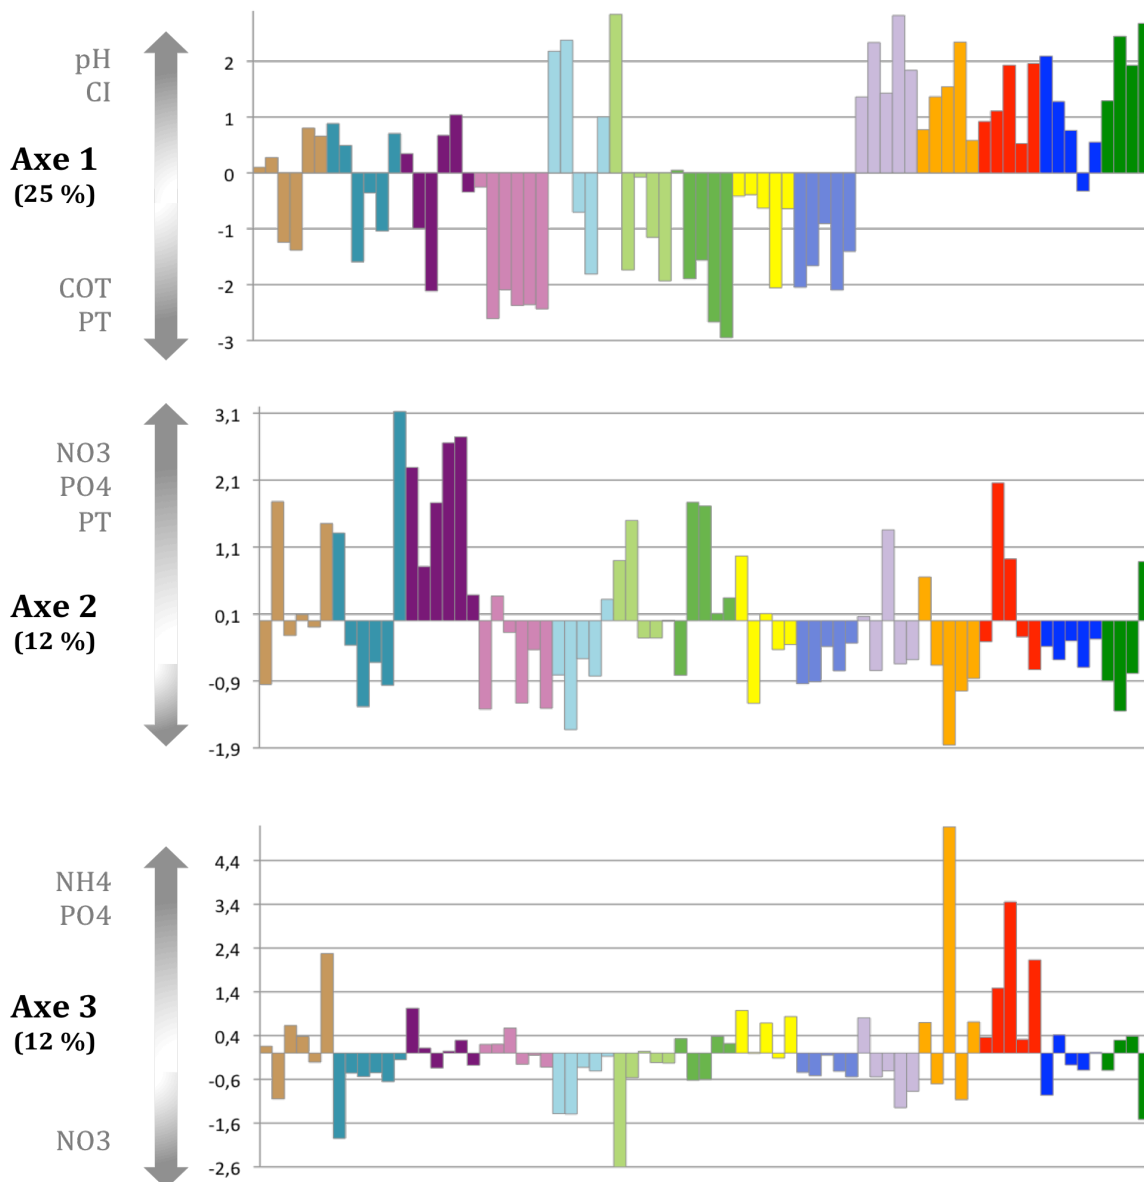 pH
CI
Axe 1
(25 %)
COT
PT
2
1
0
-1
-2
-3
NO3
PO4
PT
Axe 2
(12 %)
3,1
2,1
1,1
0,1
-0,9
-1,9
NH4
PO4
Axe 3
(12 %)
NO3
4,4
3,4
2,4
1,4
0,4
-0,6
-1,6
-2,6